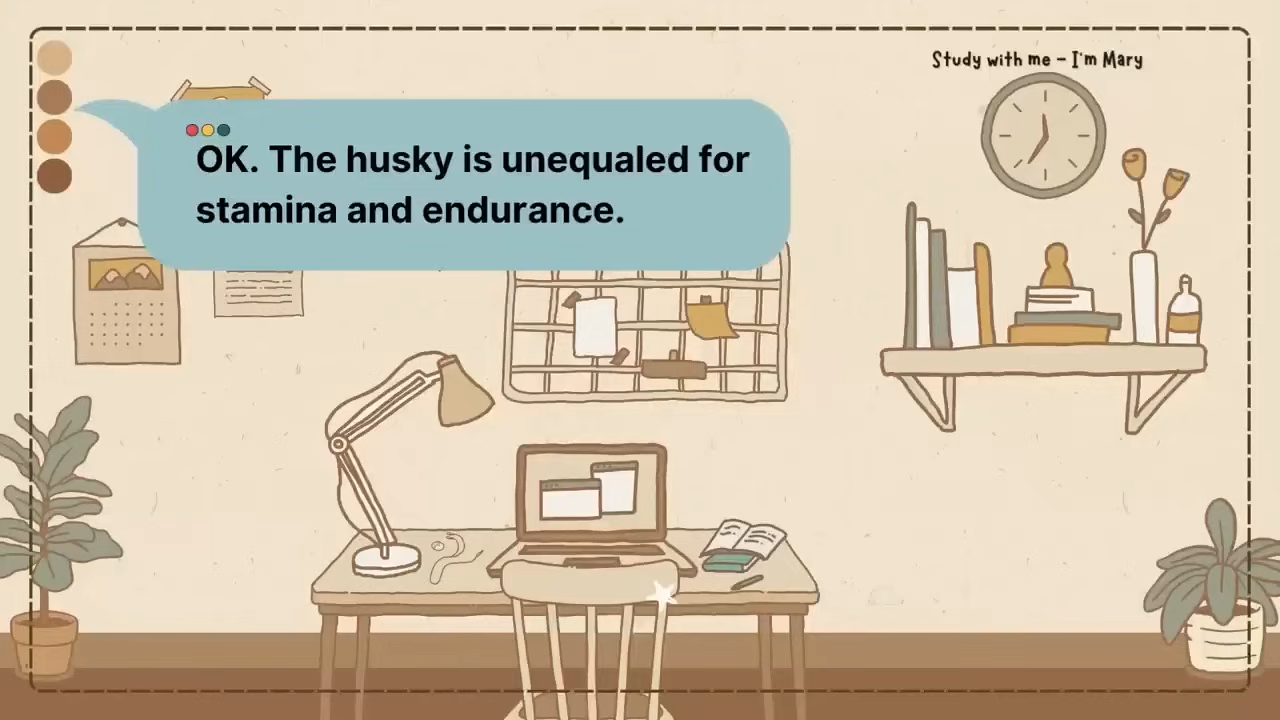 Study with me - I'm Mary
OK. The husky is unequaled for
stamina and endurance.